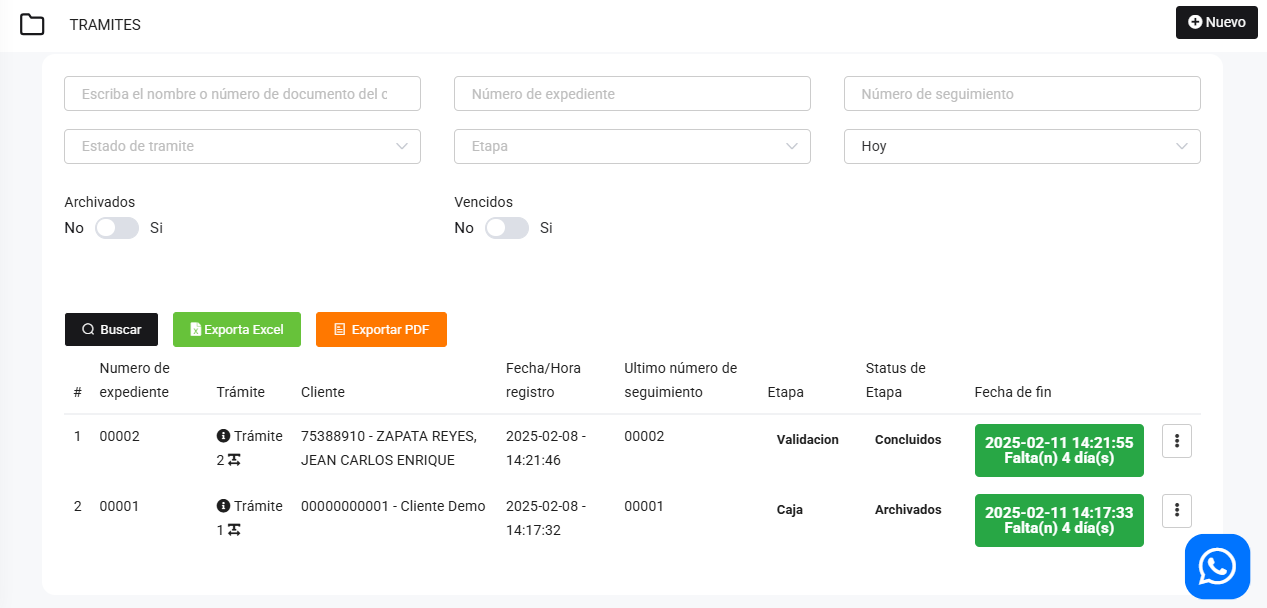 TRAMITES
Nuevo
Escriba el nombre o número de documento del c
Número de expediente
Número de seguimiento
Estado de tramite
Etapa
Hoy
Archivados
Vencidos
No
Si
No
Si
Buscar
Exporta Excel
Exportar PDF
#
Numero de
expediente
Trámite
Cliente
Fecha/Hora
registro
Ultimo número de
seguimiento
Etapa
Status de
Etapa
Fecha de fin
1
00002
Trámite
2
75388910 - ZAPATA REYES,
JEAN CARLOS ENRIQUE
2025-02-08 -
14:21:46
00002
Validacion
Concluidos
2025-02-11 14:21:55
Falta(n) 4 día(s)
2
00001
Trámite
1
00000000001 - Cliente Demo
2025-02-08 -
14:17:32
00001
Caja
Archivados
2025-02-11 14:17:33
Falta(n) 4 día(s)